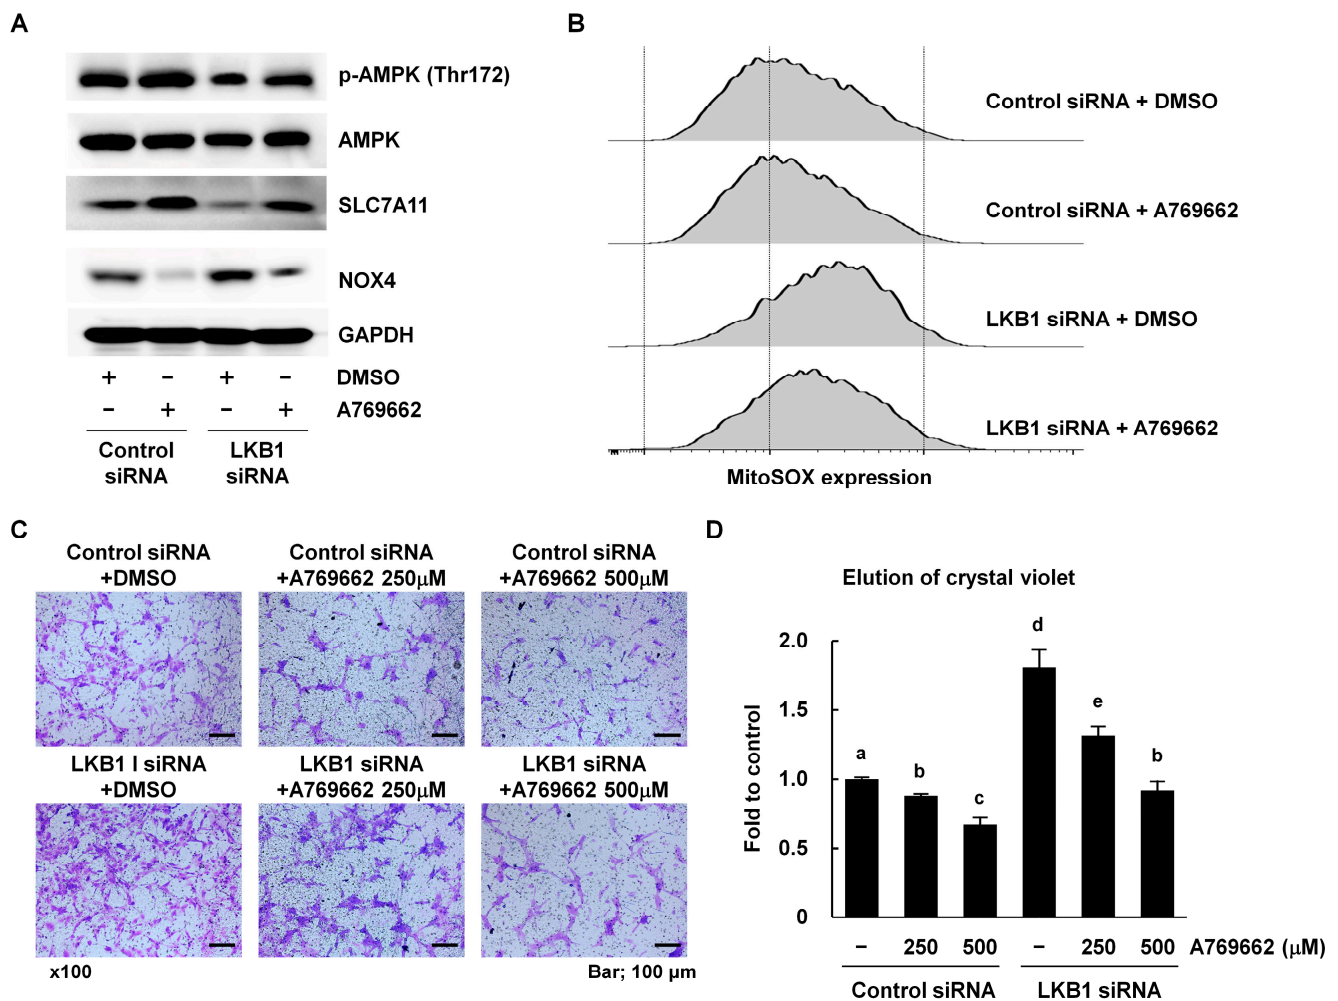 A
p-AMPK (Thr172)
AMPK
SLC7A11
NOX4
GAPDH
+ − + − DMSO
− + − + A769662
Control siRNA
LKB1 siRNA
B
Control siRNA + DMSO
Control siRNA + A769662
LKB1 siRNA + DMSO
LKB1 siRNA + A769662
MitoSOX expression
C
Control siRNA
+DMSO
Control siRNA
+A769662 250μM
Control siRNA
+A769662 500μM
LKB1 I siRNA
+DMSO
LKB1 siRNA
+A769662 250μM
LKB1 siRNA
+A769662 500μM
x100
Bar; 100 μm
D
Elution of crystal violet
Fold to control
2.0
1.5
1.0
0.5
0
a
b
c
d
e
b
− 250 500 − 250 500 A769662 (μM)
Control siRNA LKB1 siRNA